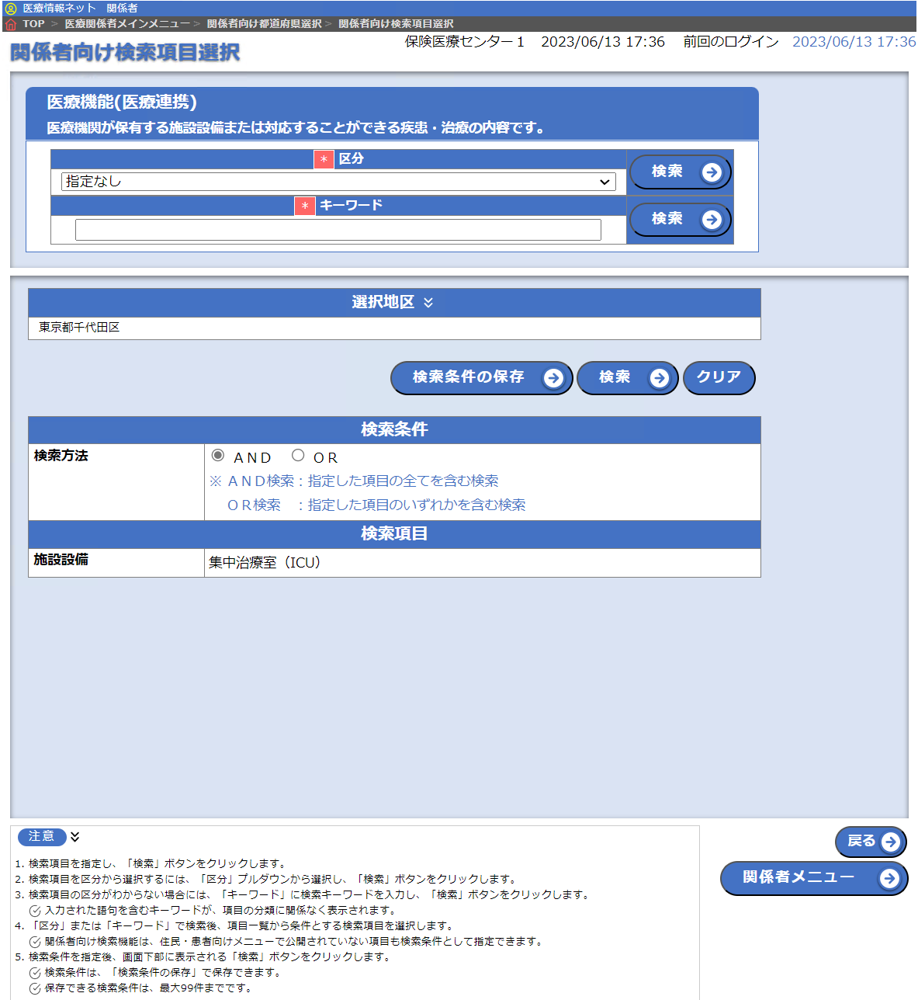 医療情報ネット　関係者
TOP > 医療関係者メインメニュー > 関係者向け都道府県選択 > 関係者向け検索項目選択
関係者向け検索項目選択
保険医療センター１　2023/06/13 17:36　前回のログイン　2023/06/13 17:36
医療機能(医療連携)
医療機関が保有する施設設備または対応することができる疾患・治療の内容です。
* 区分
指定なし
検索
* キーワード
検索
選択地区
東京都千代田区
検索条件の保存　検索　クリア
検索条件
検索方法　ＡＮＤ　ＯＲ
※ ＡＮＤ検索：指定した項目の全てを含む検索
ＯＲ検索　：指定した項目のいずれかを含む検索
検索項目
施設設備　集中治療室（ICU）
注意
1. 検索項目を指定し、「検索」ボタンをクリックします。
2. 検索項目を区分から選択するには、「区分」プルダウンから選択し、「検索」ボタンをクリックします。
3. 検索項目の区分がわからない場合には、「キーワード」に検索キーワードを入力し、「検索」ボタンをクリックします。
入力された語句を含むキーワードが、項目の分類に関係なく表示されます。
4. 「区分」または「キーワード」で検索後、項目一覧から条件とする検索項目を選択します。
関係者向け検索機能は、住民・患者向けメニューで公開されていない項目も検索条件として指定できます。
5. 検索条件を指定後、画面下部に表示される「検索」ボタンをクリックします。
検索条件は、「検索条件の保存」で保存できます。
保存できる検索条件は、最大99件までです。
戻る
関係者メニュー